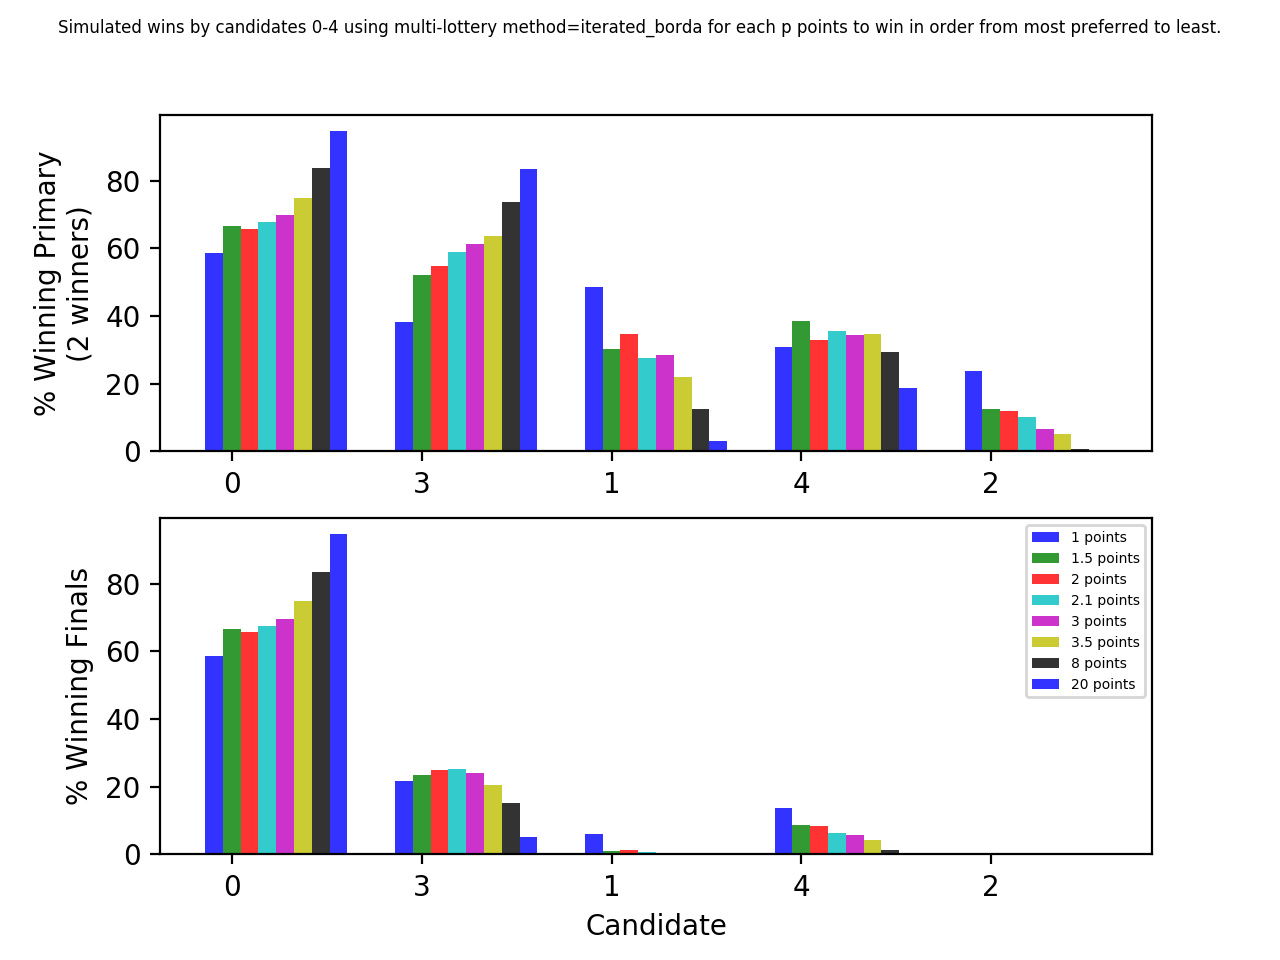 Simulated wins by candidates 0-4 using multi-lottery method=iterated_borda for each p points to win in order from most preferred to least.
% Winning Primary
(2 winners)
80
60
40
20
0
0 3 1 4 2
% Winning Finals
80
60
40
20
0
0 3 1 4 2
Candidate
1 points
1.5 points
2 points
2.1 points
3 points
3.5 points
8 points
20 points